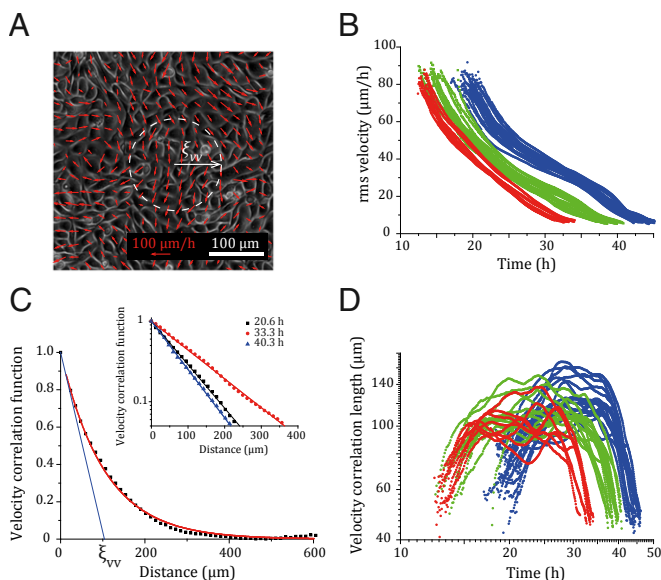 A
ξvv
100 µm/h
100 µm
B
rms velocity (µm/h)
100
80
60
40
20
0
10
20
30
40
50
Time (h)
C
Velocity correlation function
1.0
0.8
0.6
0.4
0.2
0
0
200
400
600
ξvv
Distance (µm)
Velocity correlation function
1
0.1
0
100
200
300
400
Distance (µm)
20.6 h
33.3 h
40.3 h
D
Velocity correlation length (µm)
140
100
60
40
10
20
30
40
50
Time (h)